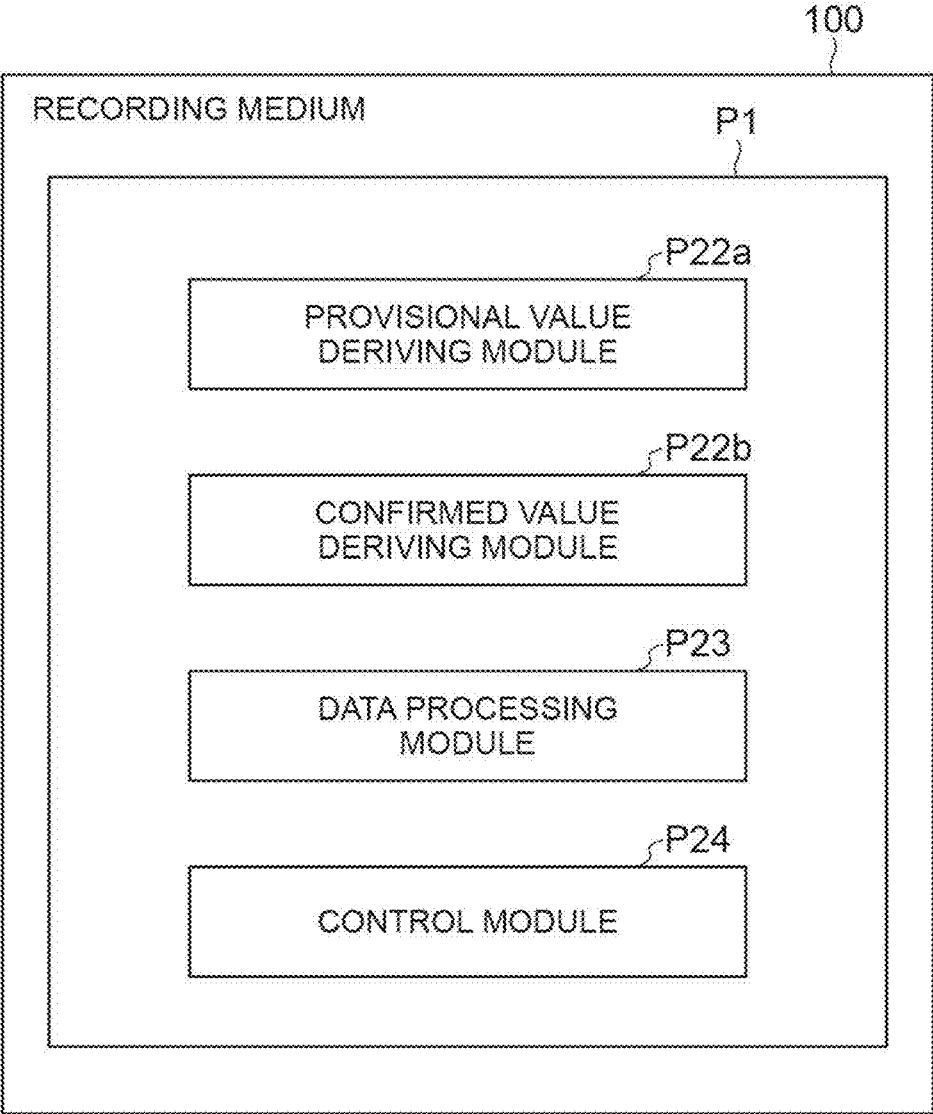 100
RECORDING MEDIUM
P1
P22a
PROVISIONAL VALUE
DERIVING MODULE
P22b
CONFIRMED VALUE
DERIVING MODULE
P23
DATA PROCESSING
MODULE
P24
CONTROL MODULE